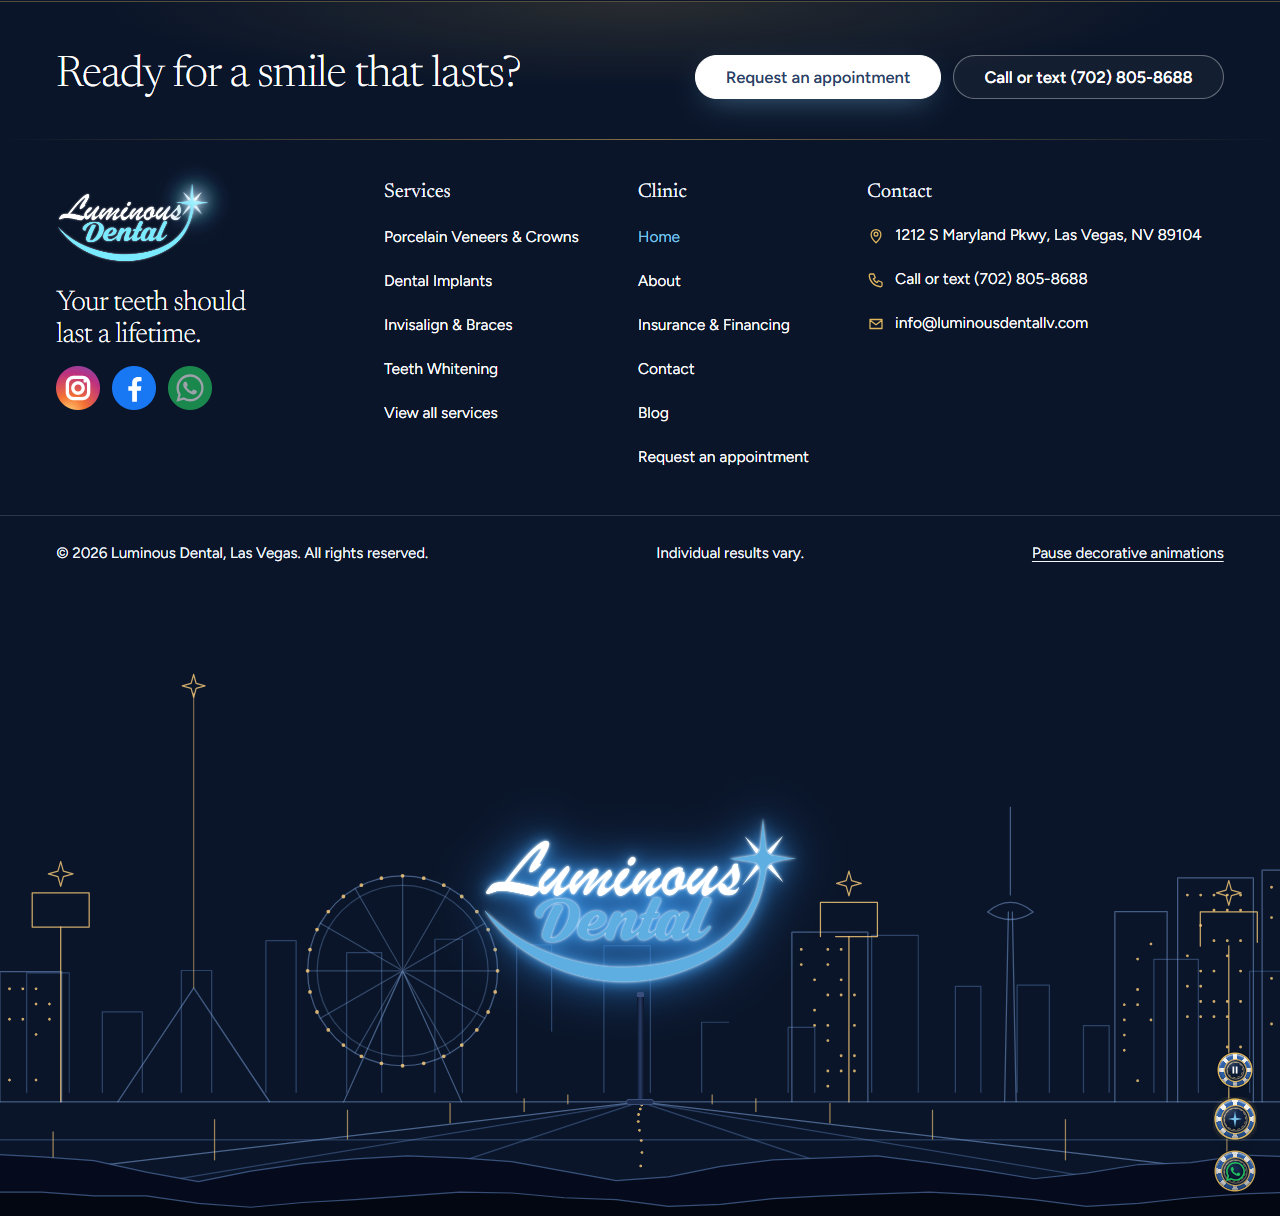 Ready for a smile that lasts?
Request an appointment
Call or text (702) 805-8688
Luminous
Dental
Your teeth should
last a lifetime.
Services
Porcelain Veneers & Crowns
Dental Implants
Invisalign & Braces
Teeth Whitening
View all services
Clinic
Home
About
Insurance & Financing
Contact
Blog
Request an appointment
Contact
1212 S Maryland Pkwy, Las Vegas, NV 89104
Call or text (702) 805-8688
info@luminousdentallv.com
© 2026 Luminous Dental, Las Vegas. All rights reserved.
Individual results vary.
Pause decorative animations
Luminous
Dental